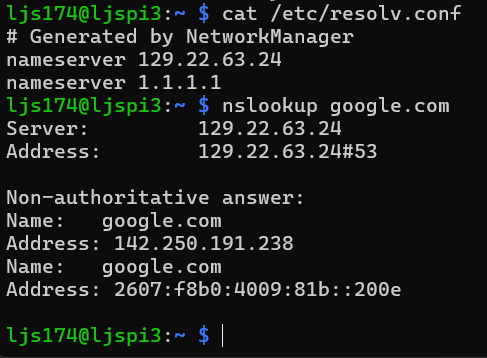 ljs174@ljspi3:~ $ cat /etc/resolv.conf
# Generated by NetworkManager
nameserver 129.22.63.24
nameserver 1.1.1.1
ljs174@ljspi3:~ $ nslookup google.com
Server:         129.22.63.24
Address:        129.22.63.24#53

Non-authoritative answer:
Name:   google.com
Address: 142.250.191.238
Name:   google.com
Address: 2607:f8b0:4009:81b::200e

ljs174@ljspi3:~ $